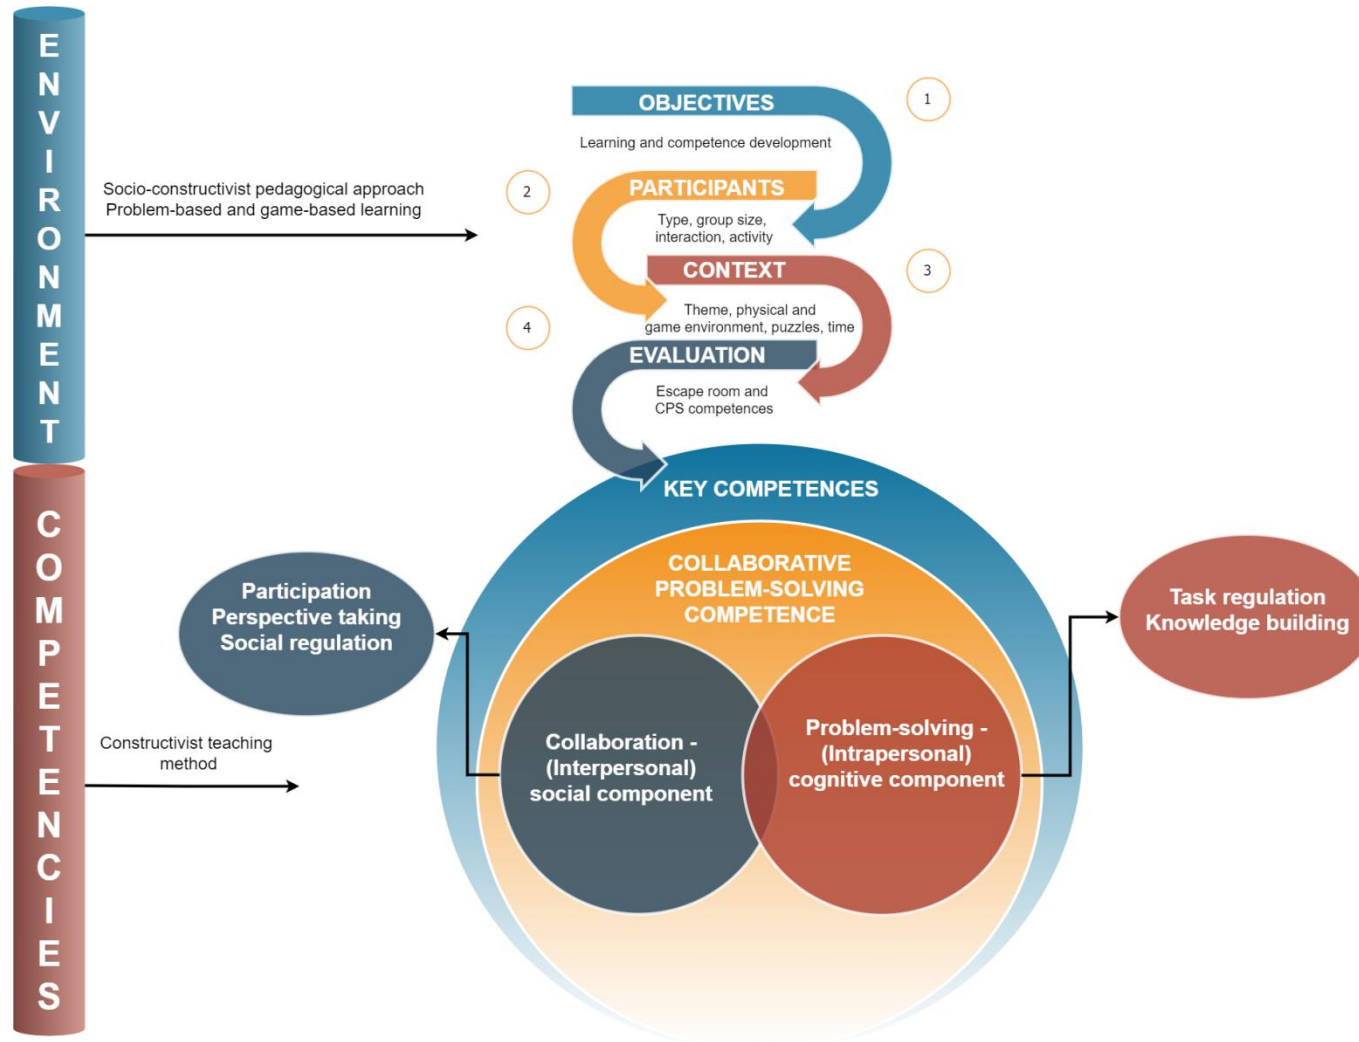 ENVIRONMENT
Socio-constructivist pedagogical approach
Problem-based and game-based learning
OBJECTIVES
1
Learning and competence development
2
PARTICIPANTS
Type, group size,
interaction, activity
CONTEXT
3
Theme, physical and
game environment, puzzles, time
4
EVALUATION
Escape room and
CPS competences
COMPETENCIES
Constructivist teaching
method
KEY COMPETENCES
COLLABORATIVE
PROBLEM-SOLVING
COMPETENCE
Participation
Perspective taking
Social regulation
Collaboration -
(Interpersonal)
social component
Problem-solving -
(Intrapersonal)
cognitive component
Task regulation
Knowledge building